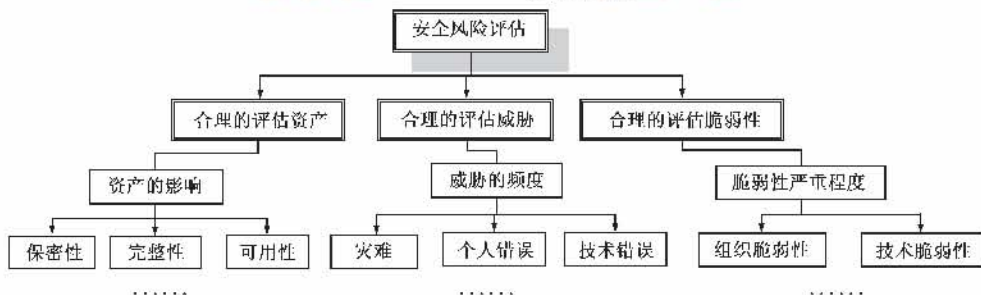 安全风险评估
合理的评估资产
合理的评估威胁
合理的评估脆弱性
资产的影响
威胁的频度
脆弱性严重程度
保密性
完整性
可用性
灾难
个人错误
技术错误
组织脆弱性
技术脆弱性